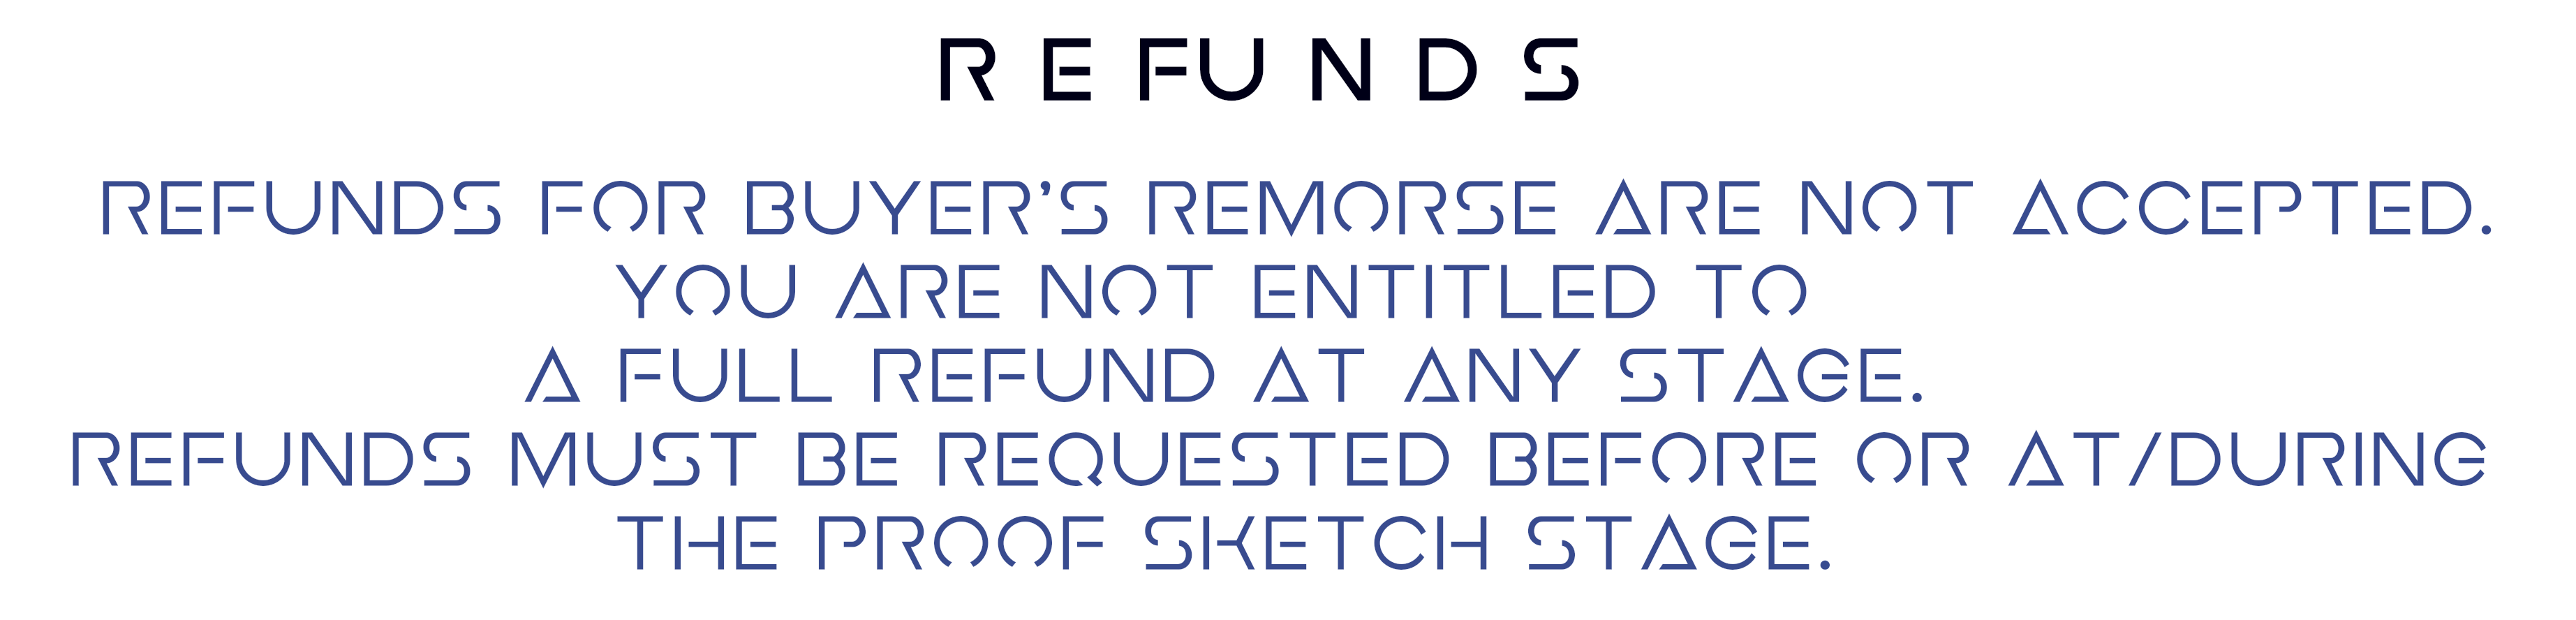 REFUNDS
REFUNDS FOR BUYER’S REMORSE ARE NOT ACCEPTED.
YOU ARE NOT ENTITLED TO
A FULL REFUND AT ANY STAGE.
REFUNDS MUST BE REQUESTED BEFORE OR AT/DURING
THE PROOF SKETCH STAGE.